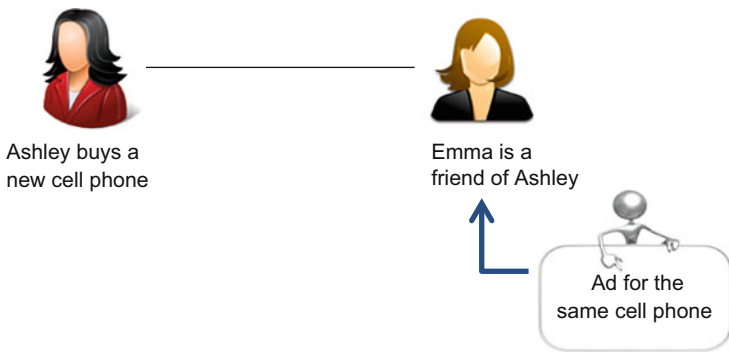 Ashley buys a
new cell phone
Emma is a
friend of Ashley
Ad for the
same cell phone